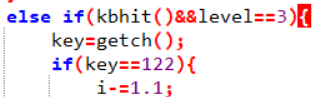 else if(kbhit()&&level==3){
key=getch();
if(key==122){
i-=1.1;